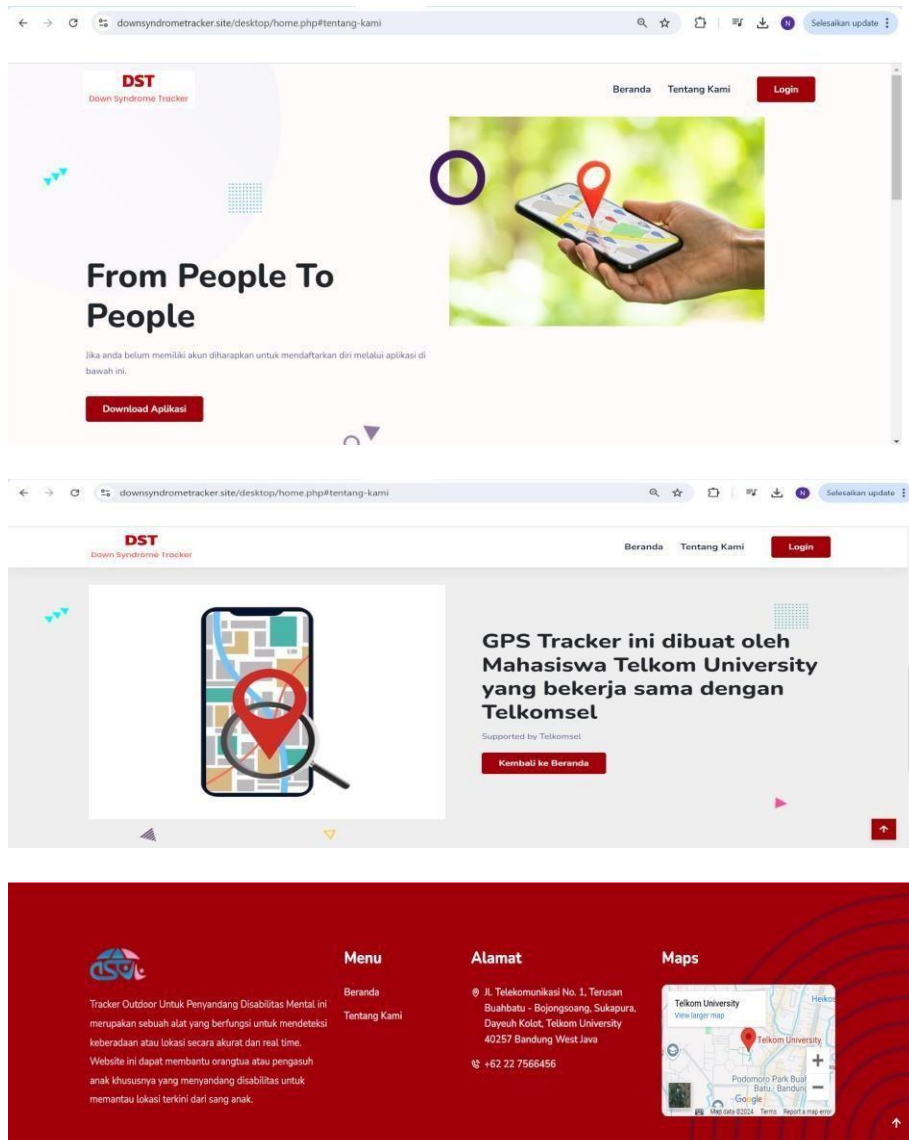 downsyndrometracker.site/desktop/home.php#tentang-kami
N
Selesaikan update
DST
Down Syndrome Tracker
Beranda
Tentang Kami
Login
From People To
People
Jika anda belum memiliki akun diharapkan untuk mendaftarkan diri melalui aplikasi di
bawah ini.
Download Aplikasi
downsyndrometracker.site/desktop/home.php#tentang-kami
N
Selesaikan update
DST
Down Syndrome Tracker
Beranda
Tentang Kami
Login
GPS Tracker ini dibuat oleh
Mahasiswa Telkom University
yang bekerja sama dengan
Telkomsel
Supported by Telkomsel
Kembali ke Beranda
Tracker Outdoor Untuk Penyandang Disabilitas Mental ini
merupakan sebuah alat yang berfungsi untuk mendeteksi
keberadaan atau lokasi secara akurat dan real time.
Website ini dapat membantu orangtua atau pengasuh
anak khususnya yang menyandang disabilitas untuk
memantau lokasi terkini dari sang anak.
Menu
Beranda
Tentang Kami
Alamat
Jl. Telekomunikasi No. 1, Terusan
Buahbatu - Bojongsoang, Sukapura,
Dayeuh Kolot, Telkom University
40257 Bandung West Java
+62 22 7566456
Maps
Telkom University
View larger map
Telkom University
Podomoro Park Buah
Batu, Bandung
Google
Map data ©2024
Terms
Report a map error